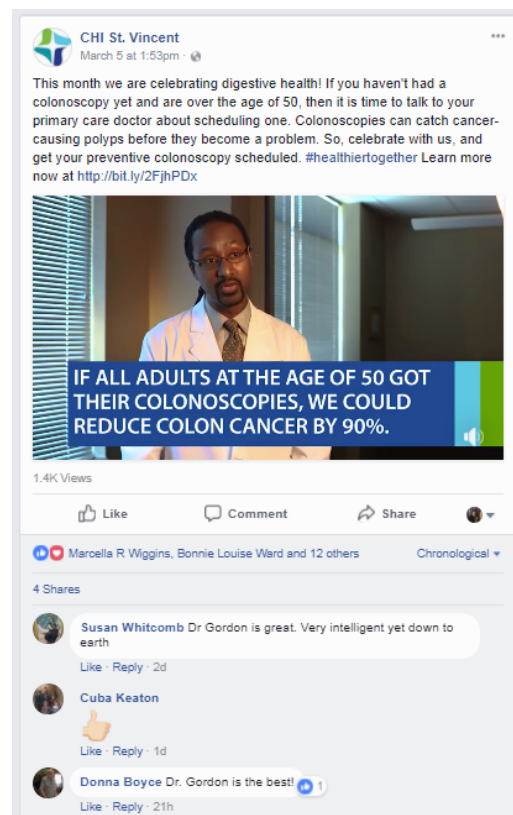 CHI St. Vincent
March 5 at 1:53pm ·
This month we are celebrating digestive health! If you haven't had a
colonoscopy yet and are over the age of 50, then it is time to talk to your
primary care doctor about scheduling one. Colonoscopies can catch cancer-
causing polyps before they become a problem. So, celebrate with us, and
get your preventive colonoscopy scheduled. #healthiertogether Learn more
now at http://bit.ly/2FjhPDx
IF ALL ADULTS AT THE AGE OF 50 GOT
THEIR COLONOSCOPIES, WE COULD
REDUCE COLON CANCER BY 90%.
1.4K Views
Like Comment Share
Marcella R Wiggins, Bonnie Louise Ward and 12 others Chronological
4 Shares
Susan Whitcomb Dr Gordon is great. Very intelligent yet down to
earth
Like · Reply · 2d
Cuba Keaton
Like · Reply · 1d
Donna Boyce Dr. Gordon is the best! 1
Like · Reply · 21h